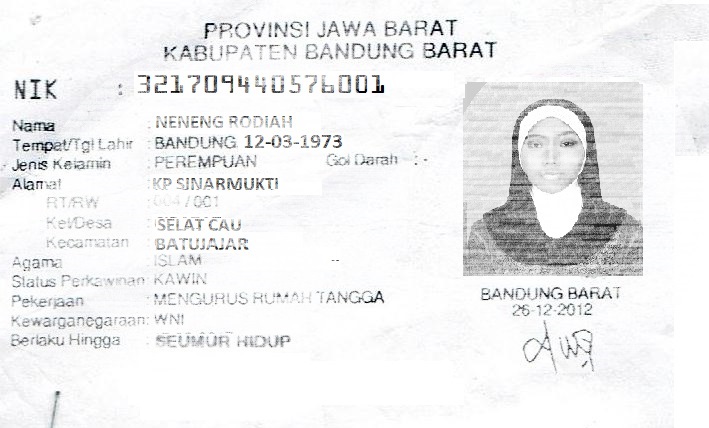 PROVINSI JAWA BARAT
KABUPATEN BANDUNG BARAT
NIK : 321709440576001
Nama : NENENG RODIAH
Tempat/Tgl Lahir : BANDUNG 12-03-1973
Jenis Kelamin : PEREMPUAN Gol Darah : -
Alamat : KP SINARMUKTI
RT/RW : 004 / 001
Kel/Desa : SELAT CAU
Kecamatan : BATUJAJAR
Agama : ISLAM --
Status Perkawinan : KAWIN
Pekerjaan : MENGURUS RUMAH TANGGA
Kewarganegaraan : WNI
Berlaku Hingga : SEUMUR HIDUP
BANDUNG BARAT
26-12-2012